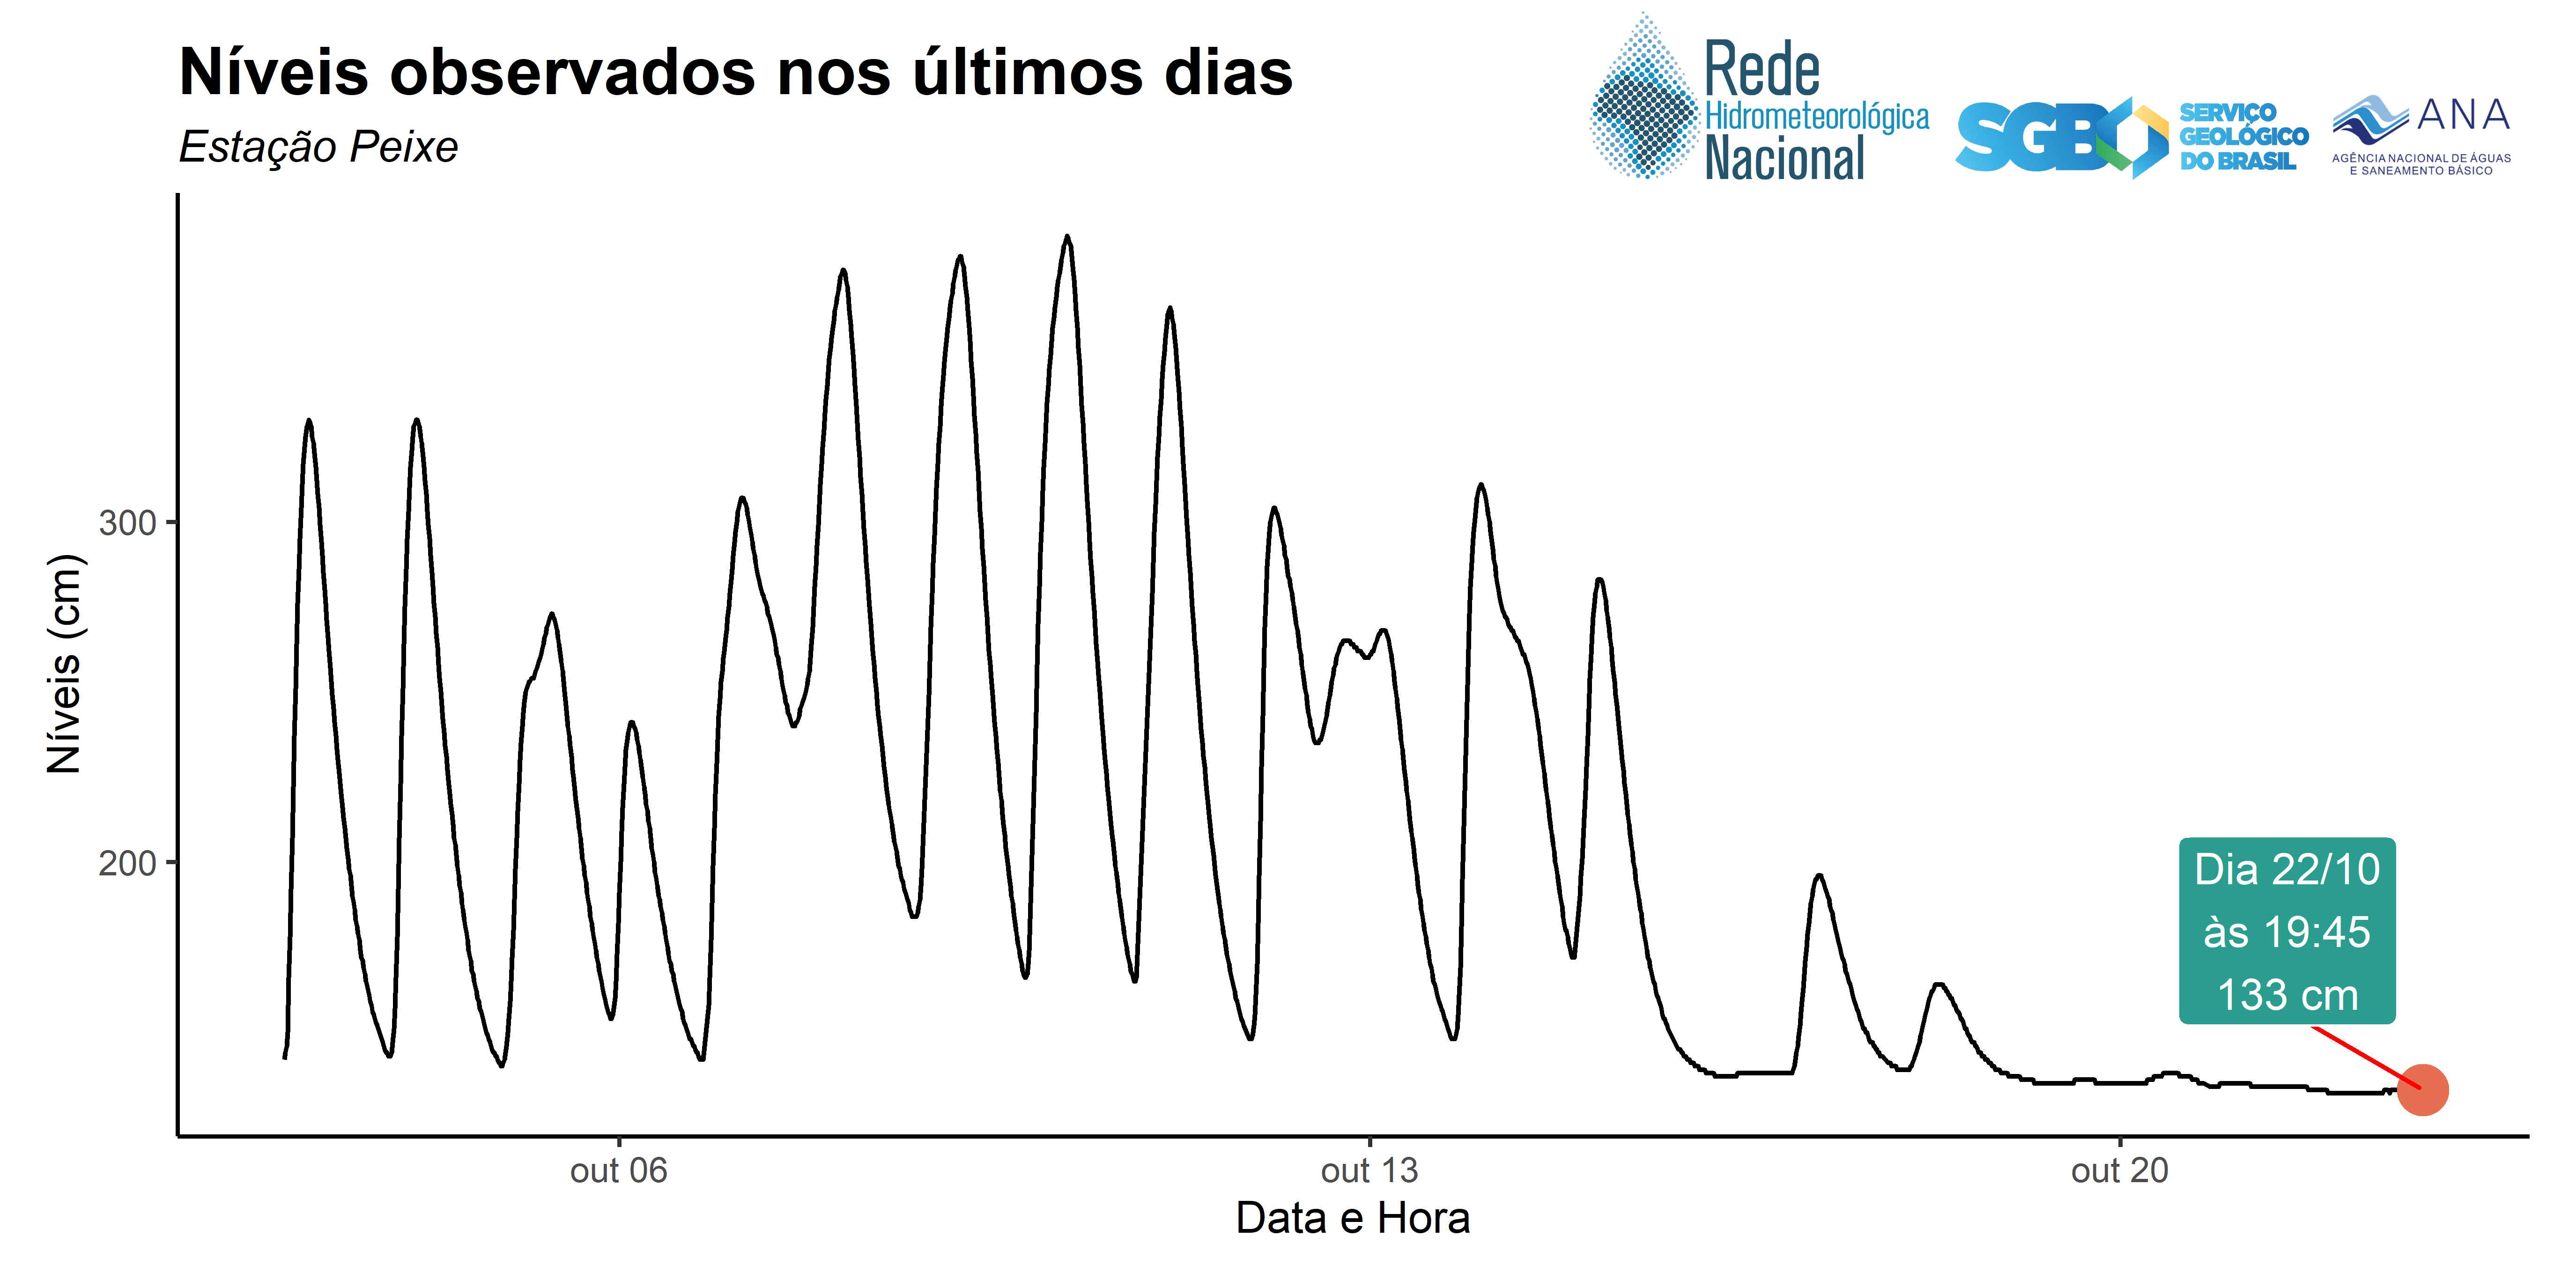 Níveis observados nos últimos dias
Estação Peixe
Rede
Hidrometeorológica
Nacional
SGB
SERVIÇO
GEOLÓGICO
DO BRASIL
ANA
AGÊNCIA NACIONAL DE ÁGUAS
E SANEAMENTO BÁSICO
Níveis (cm)
300
200
Dia 22/10
às 19:45
133 cm
out 06
out 13
out 20
Data e Hora